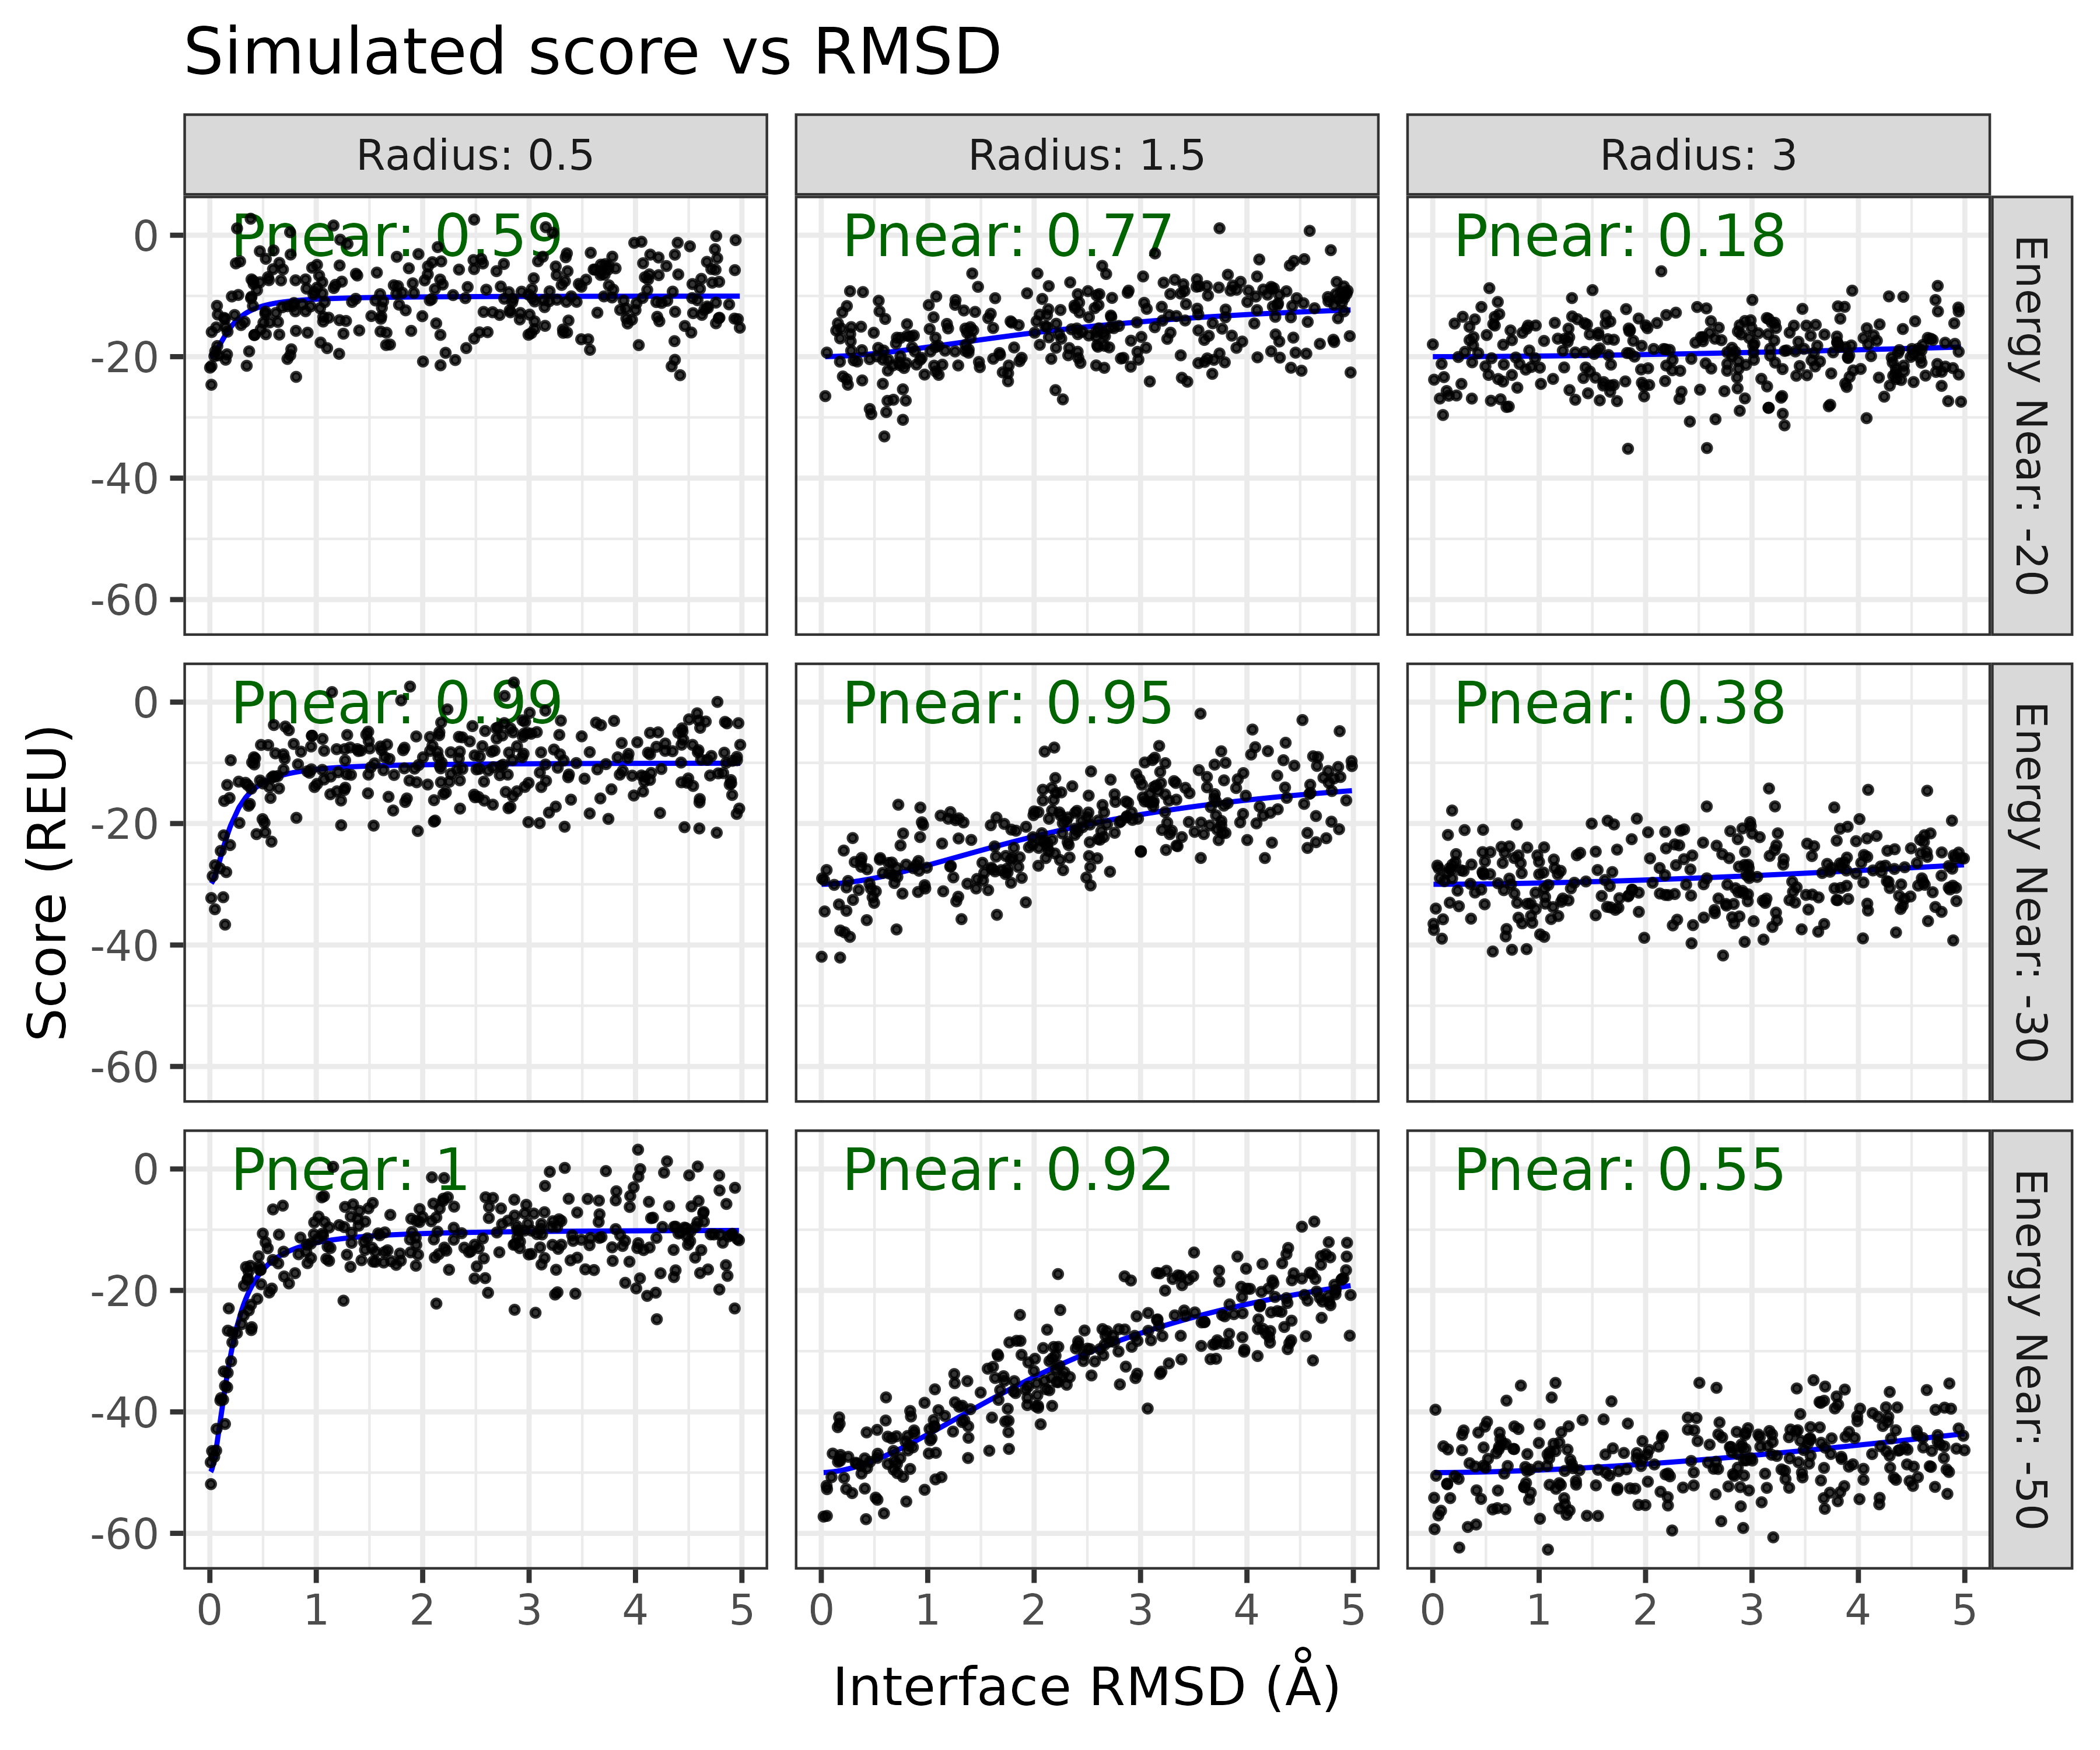 Simulated score vs RMSD
Radius: 0.5
Radius: 1.5
Radius: 3
Pnear: 0.59
Pnear: 0.77
Pnear: 0.18
Energy Near: -20
0
-20
-40
-60
Pnear: 0.99
Pnear: 0.95
Pnear: 0.38
Energy Near: -30
0
-20
-40
-60
Score (REU)
Pnear: 1
Pnear: 0.92
Pnear: 0.55
Energy Near: -50
0
-20
-40
-60
0 1 2 3 4 5
0 1 2 3 4 5
0 1 2 3 4 5
Interface RMSD (Å)